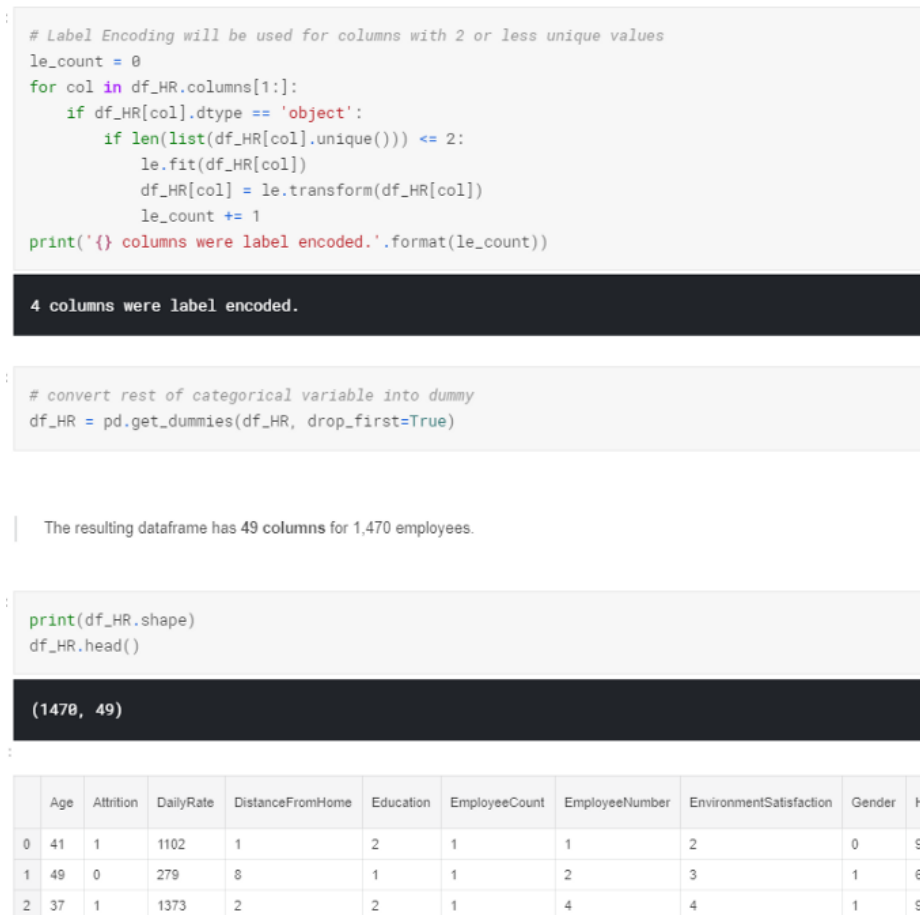 # Label Encoding will be used for columns with 2 or less unique values
le_count = 0
for col in df_HR.columns[1:]:
    if df_HR[col].dtype == 'object':
        if len(list(df_HR[col].unique())) <= 2:
            le.fit(df_HR[col])
            df_HR[col] = le.transform(df_HR[col])
            le_count += 1
print('{} columns were label encoded.'.format(le_count))
4 columns were label encoded.
# convert rest of categorical variable into dummy
df_HR = pd.get_dummies(df_HR, drop_first=True)
The resulting dataframe has 49 columns for 1,470 employees.
print(df_HR.shape)
df_HR.head()
(1470, 49)
Age Attrition DailyRate DistanceFromHome Education EmployeeCount EmployeeNumber EnvironmentSatisfaction Gender
0 41 1 1102 1 2 1 1 2 0
1 49 0 279 8 1 1 2 3 1
2 37 1 1373 2 2 1 4 4 1